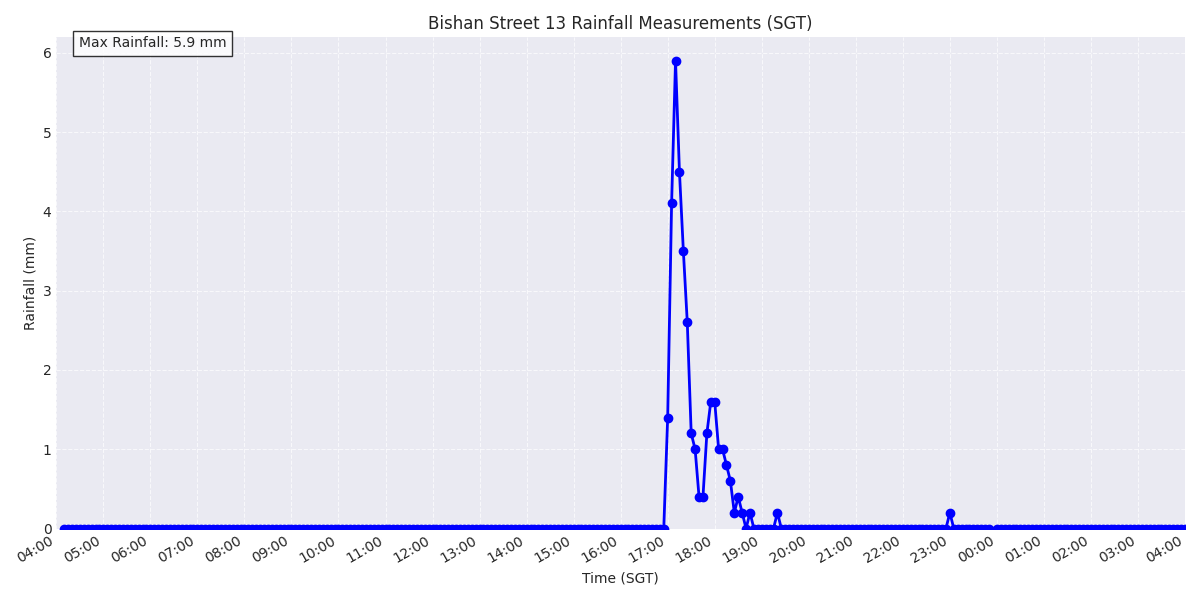 Bishan Street 13 Rainfall Measurements (SGT)
Max Rainfall: 5.9 mm
6
5
4
3
2
1
0
Rainfall (mm)
04:00 05:00 06:00 07:00 08:00 09:00 10:00 11:00 12:00 13:00 14:00 15:00 16:00 17:00 18:00 19:00 20:00 21:00 22:00 23:00 00:00 01:00 02:00 03:00 04:00
Time (SGT)